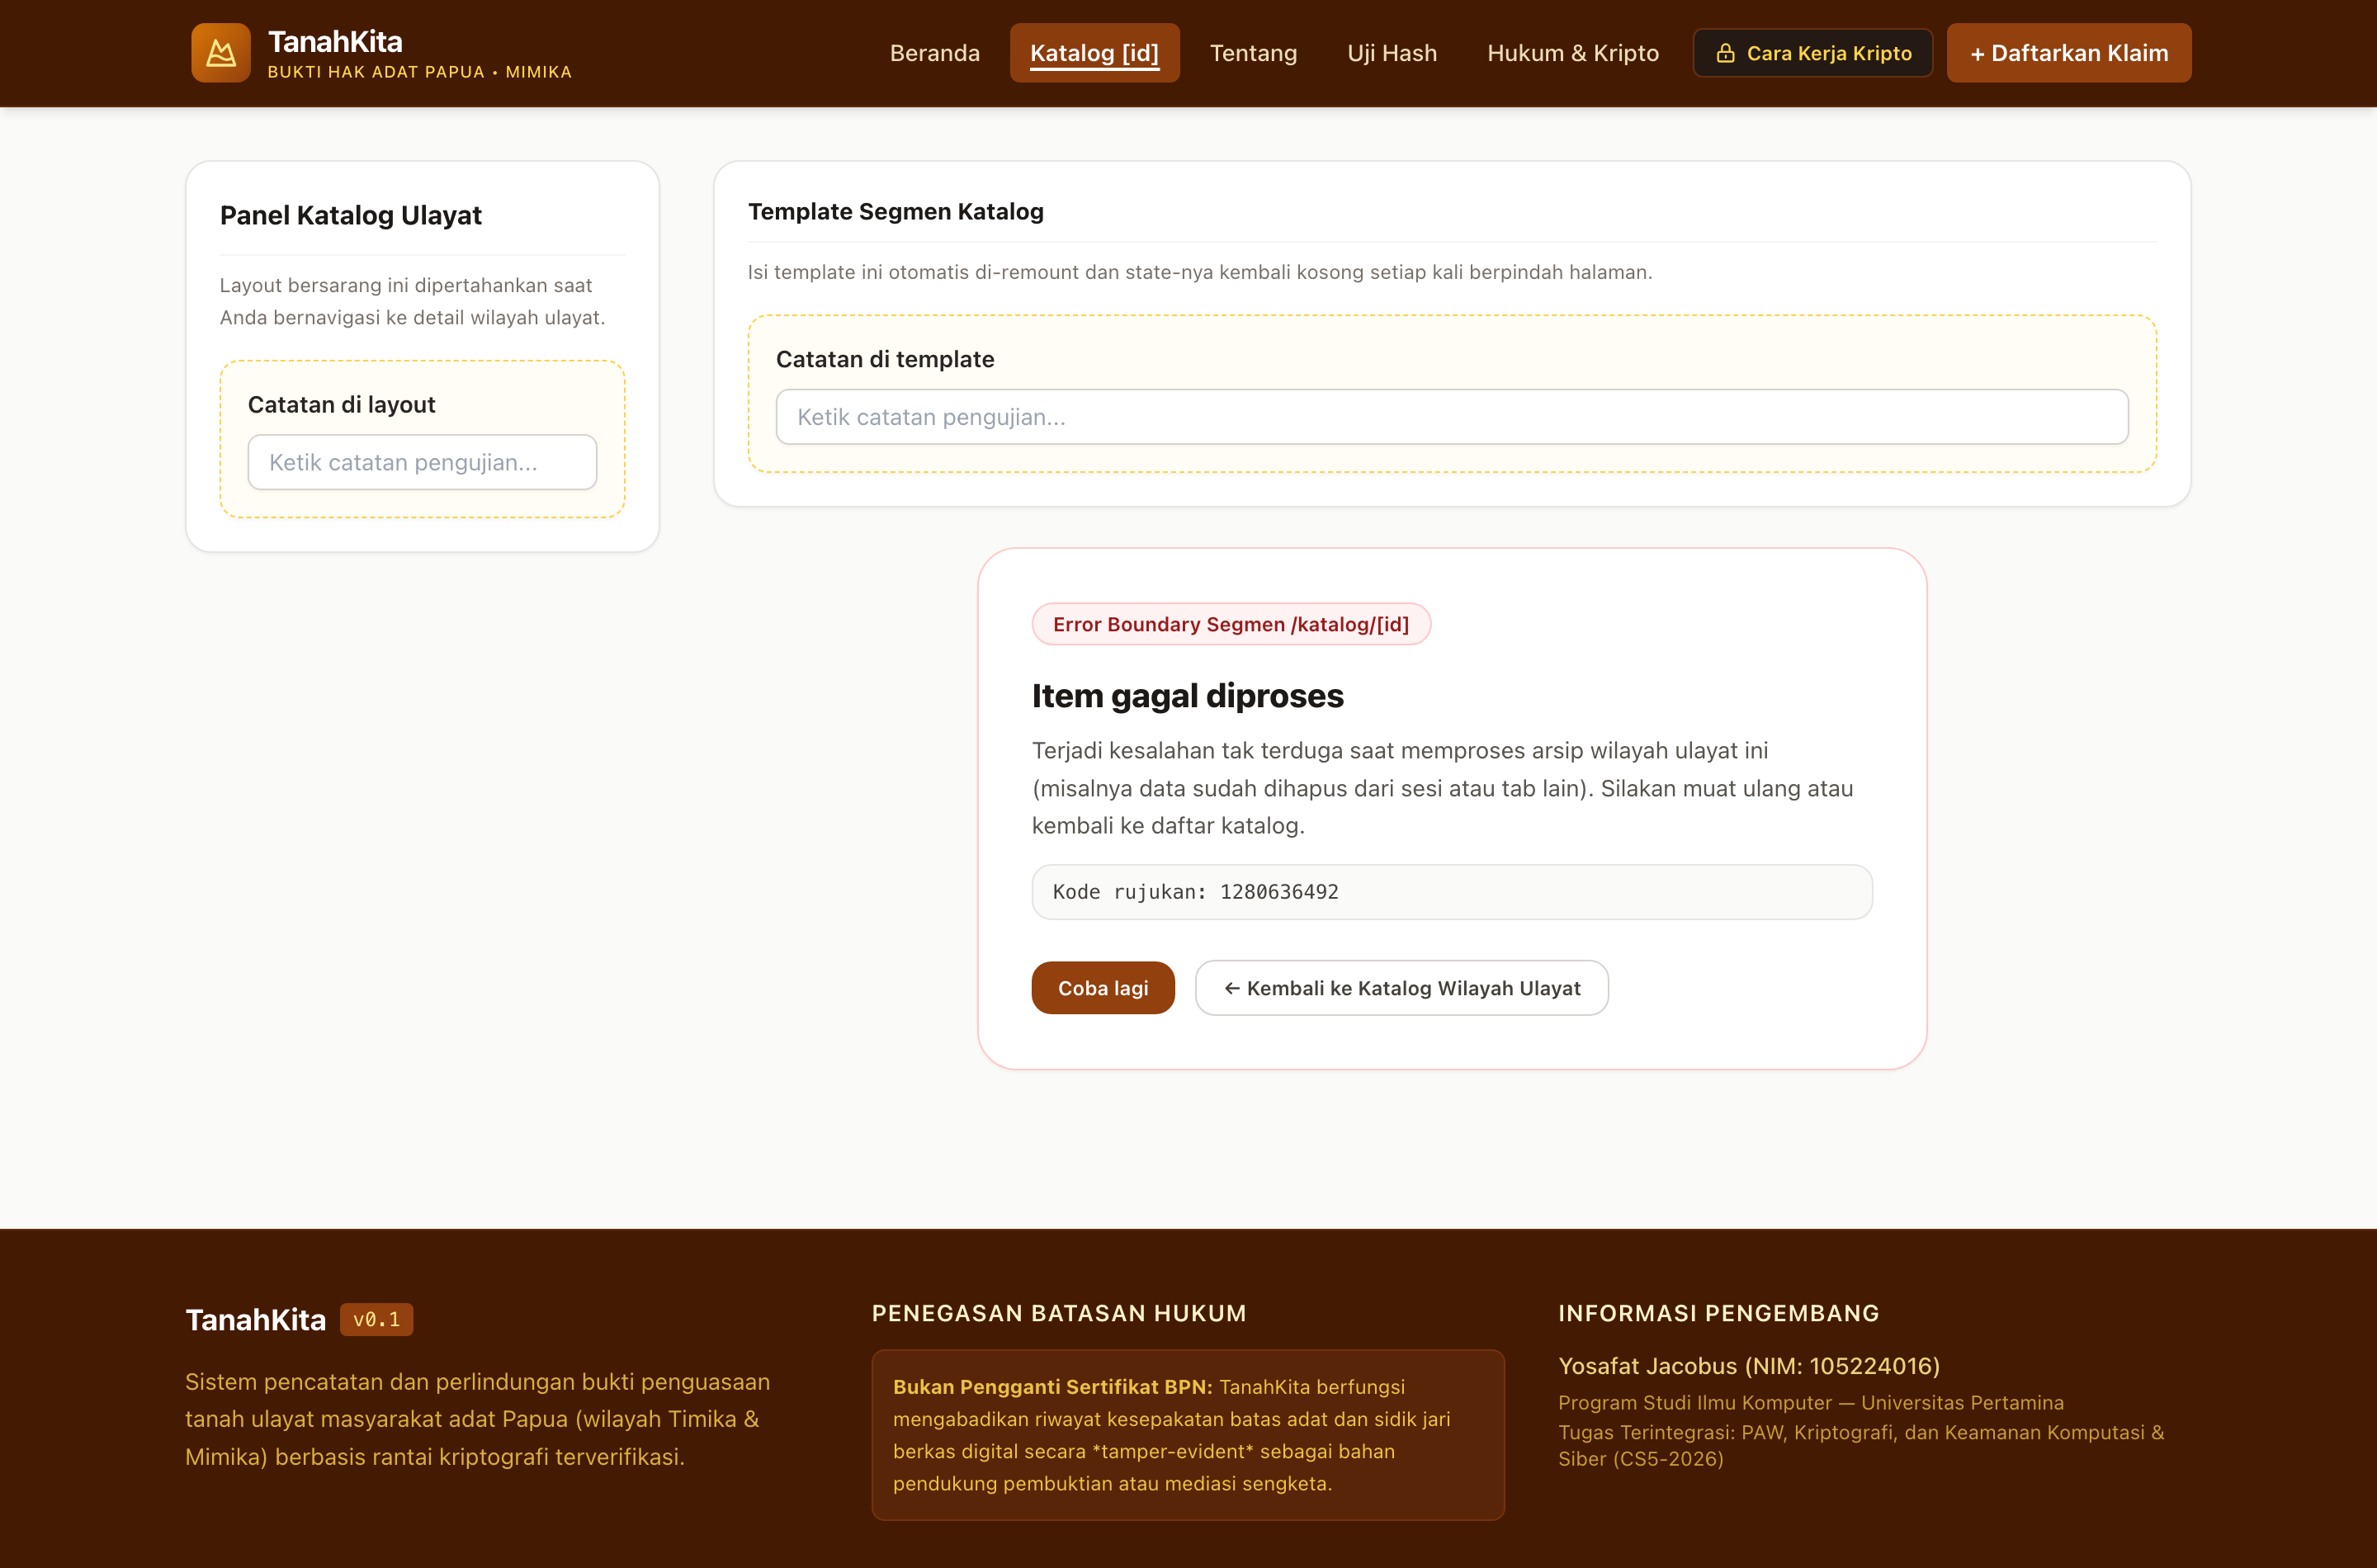 TanahKita
BUKTI HAK ADAT PAPUA • MIMIKA
Beranda
Katalog [id]
Tentang
Uji Hash
Hukum & Kripto
Cara Kerja Kripto
+ Daftarkan Klaim
Panel Katalog Ulayat
Layout bersarang ini dipertahankan saat
Anda bernavigasi ke detail wilayah ulayat.
Catatan di layout
Ketik catatan pengujian...
Template Segmen Katalog
Isi template ini otomatis di-remount dan state-nya kembali kosong setiap kali berpindah halaman.
Catatan di template
Ketik catatan pengujian...
Error Boundary Segmen /katalog/[id]
Item gagal diproses
Terjadi kesalahan tak terduga saat memproses arsip wilayah ulayat ini
(misalnya data sudah dihapus dari sesi atau tab lain). Silakan muat ulang atau
kembali ke daftar katalog.
Kode rujukan: 1280636492
Coba lagi
← Kembali ke Katalog Wilayah Ulayat
TanahKita v0.1
Sistem pencatatan dan perlindungan bukti penguasaan
tanah ulayat masyarakat adat Papua (wilayah Timika &
Mimika) berbasis rantai kriptografi terverifikasi.
PENEGASAN BATASAN HUKUM
Bukan Pengganti Sertifikat BPN: TanahKita berfungsi
mengabadikan riwayat kesepakatan batas adat dan sidik jari
berkas digital secara *tamper-evident* sebagai bahan
pendukung pembuktian atau mediasi sengketa.
INFORMASI PENGEMBANG
Yosafat Jacobus (NIM: 105224016)
Program Studi Ilmu Komputer — Universitas Pertamina
Tugas Terintegrasi: PAW, Kriptografi, dan Keamanan Komputasi &
Siber (CS5-2026)